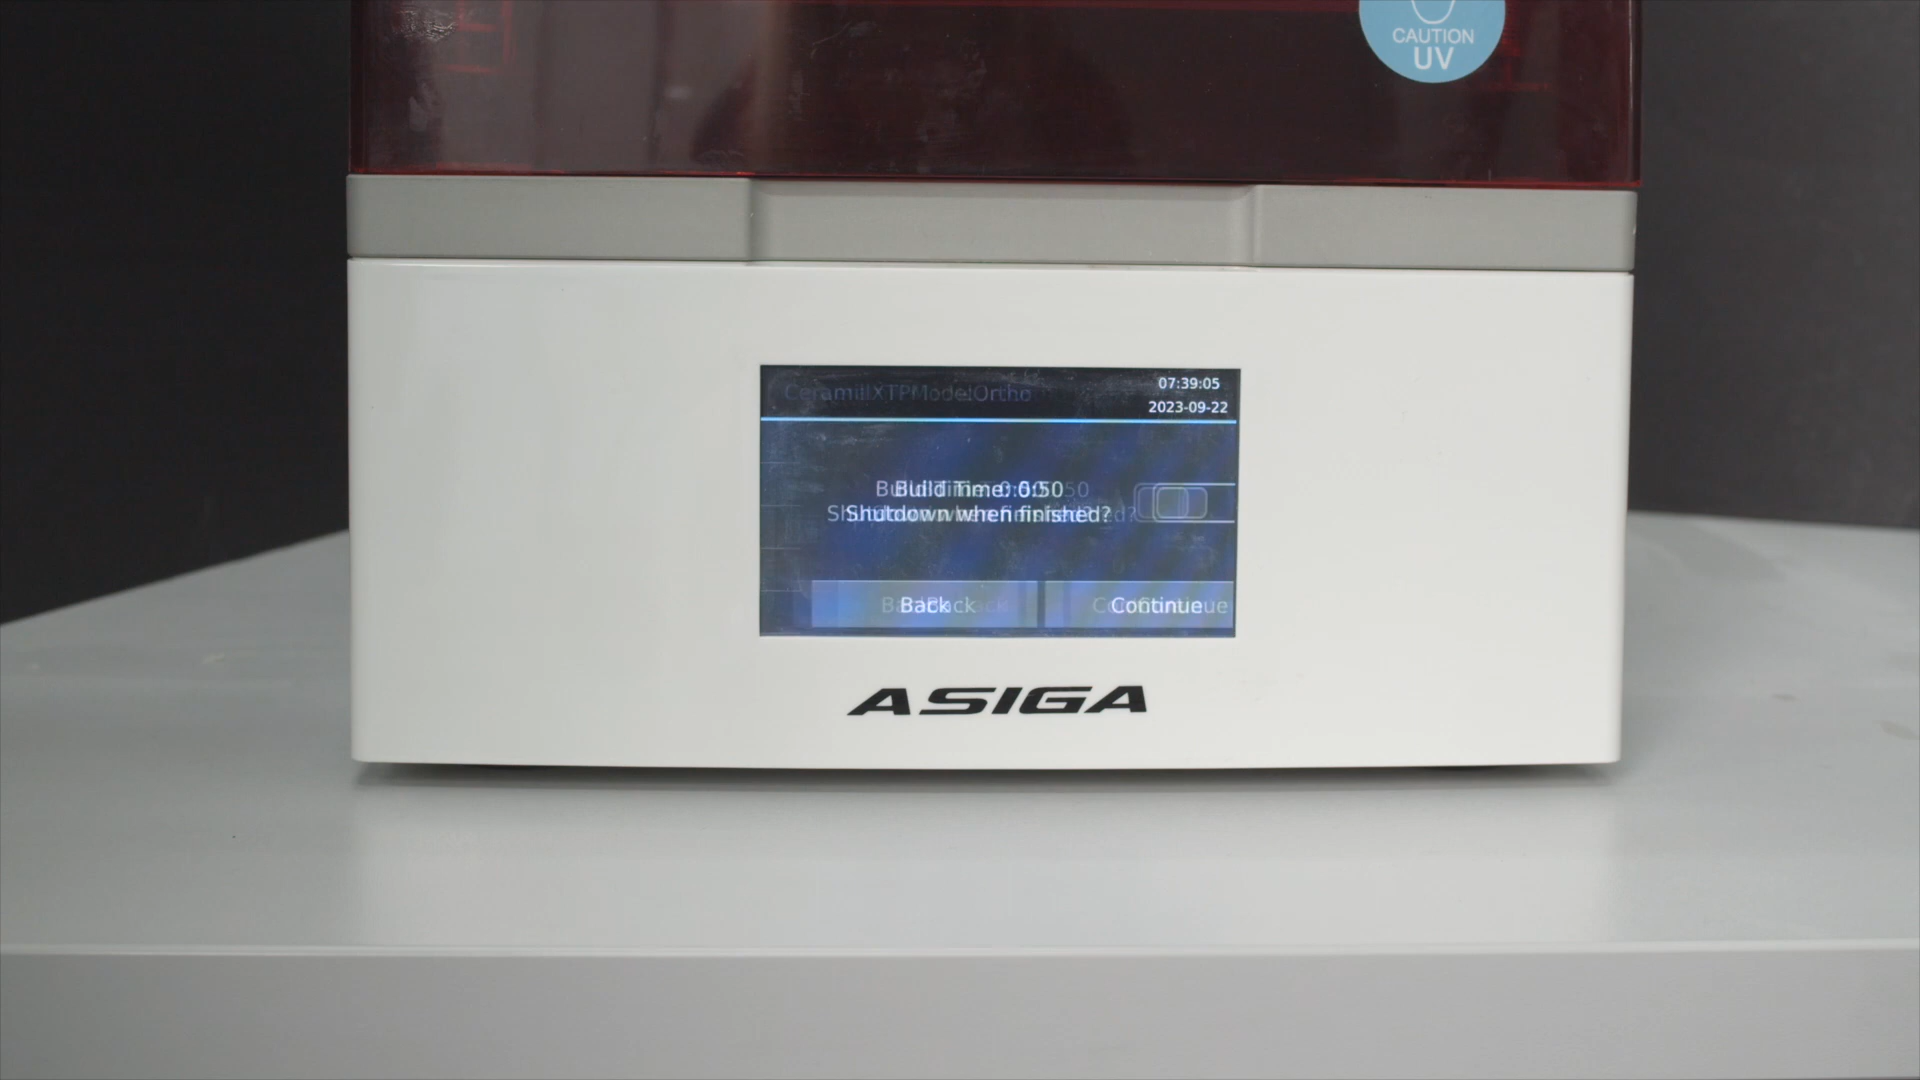 CAUTION
UV
07:39:05
CeramillXTPModelOrtho
2023-09-22
Build Time: 0:50
Shutdown when finished?
Back
Continue
ASIGA